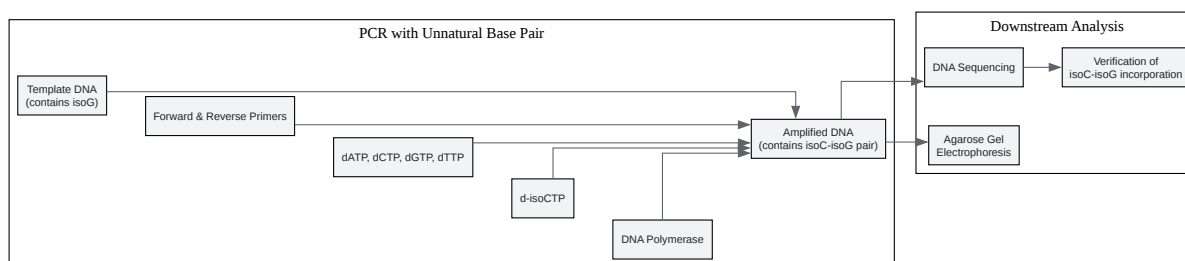 PCR with Unnatural Base Pair
Template DNA
(contains isoG)
Forward & Reverse Primers
dATP, dCTP, dGTP, dTTP
d-isoCTP
DNA Polymerase
Amplified DNA
(contains isoC-isoG pair)
Downstream Analysis
DNA Sequencing
Verification of
isoC-isoG incorporation
Agarose Gel
Electrophoresis